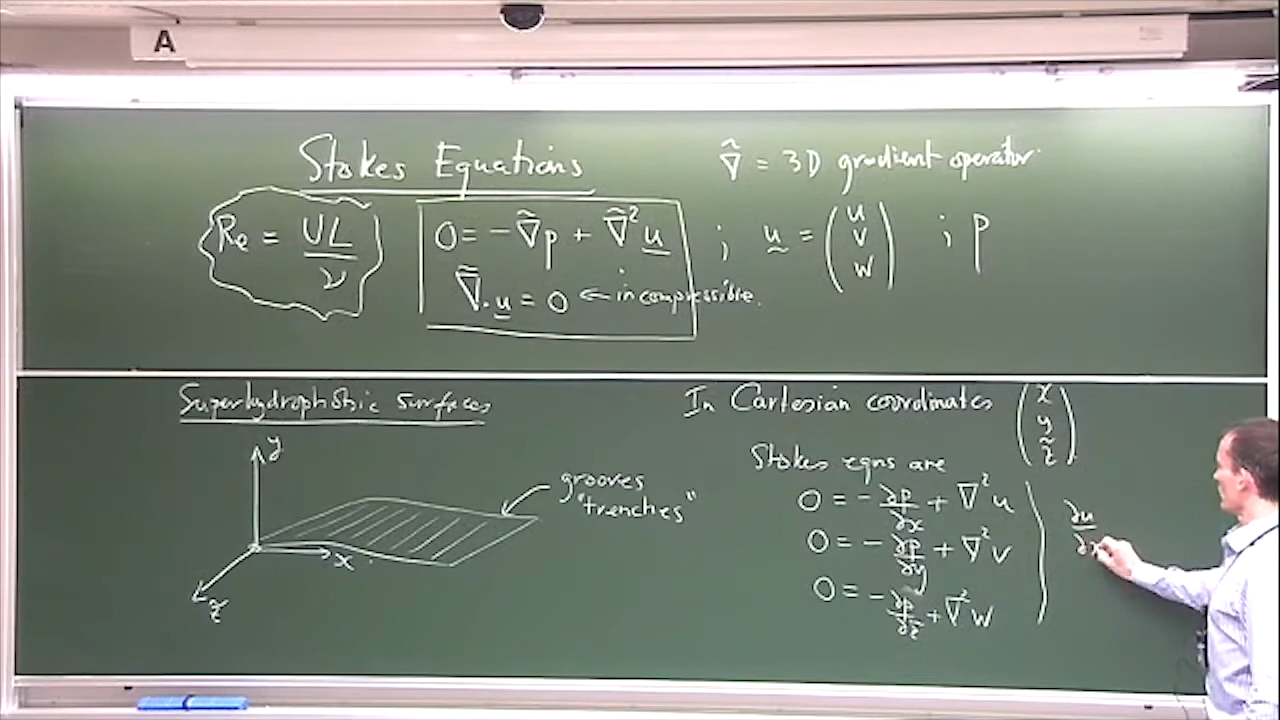 A
Stokes Equations
∇̃ = 3D gradient operator.
Re = UL/ν
0 = -∇̃p + ∇̃²u ; u = (u v w) ; p
∇̃·u = 0 ← incompressible.
Superhydrophobic surfaces
y
x
z
grooves
"trenches"
In Cartesian coordinates (x y z)
Stokes eqns are
0 = -∂p/∂x + ∇²u
0 = -∂p/∂y + ∇²v
0 = -∂p/∂z + ∇²w
∂u/∂x